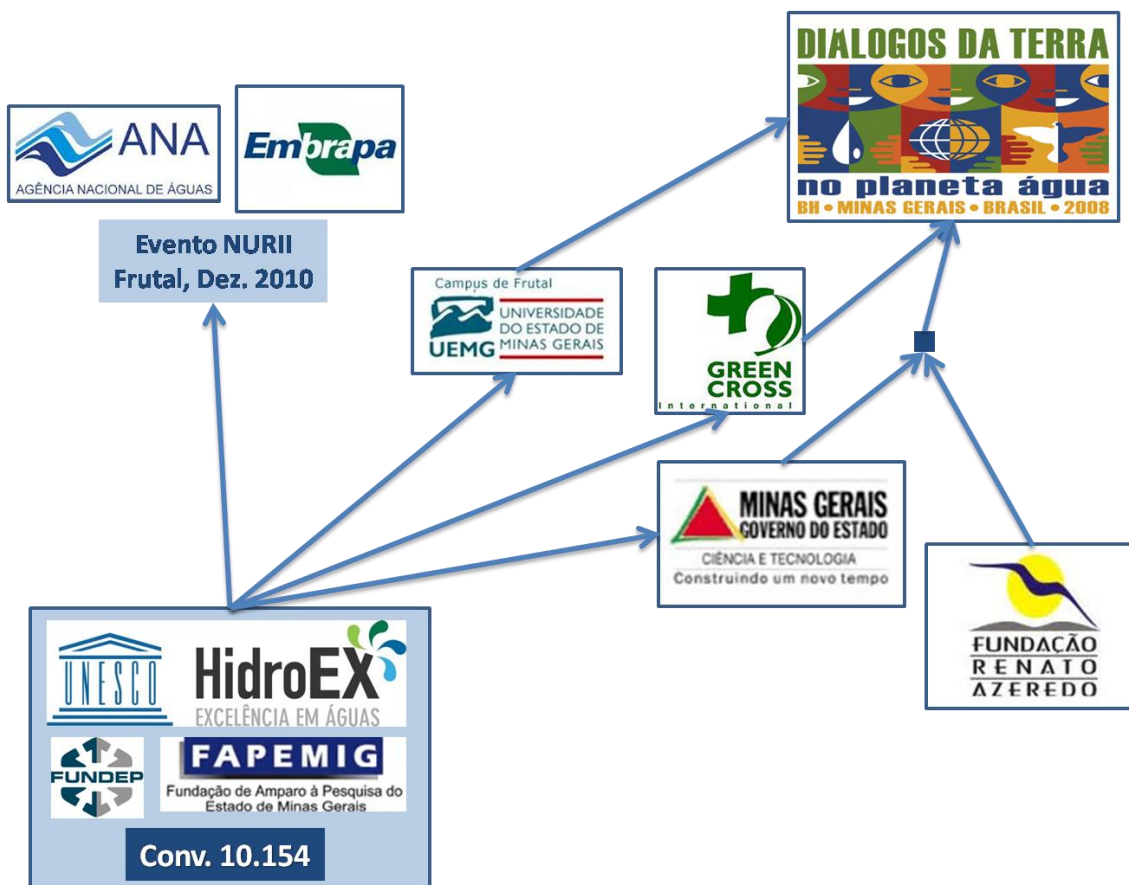 DIÁLOGOS DA TERRA
no planeta água
BH • MINAS GERAIS • BRASIL • 2008
ANA
AGÊNCIA NACIONAL DE ÁGUAS
Embrapa
Evento NURII
Frutal, Dez. 2010
Campus de Frutal
UEMG
UNIVERSIDADE
DO ESTADO DE
MINAS GERAIS
GREEN
CROSS
International
MINAS GERAIS
GOVERNO DO ESTADO
CIÊNCIA E TECNOLOGIA
Construindo um novo tempo
FUNDAÇÃO
RENATO
AZEREDO
UNESCO
HidroEX
EXCELÊNCIA EM ÁGUAS
FUNDEP
FAPEMIG
Fundação de Amparo à Pesquisa do
Estado de Minas Gerais
Conv. 10.154